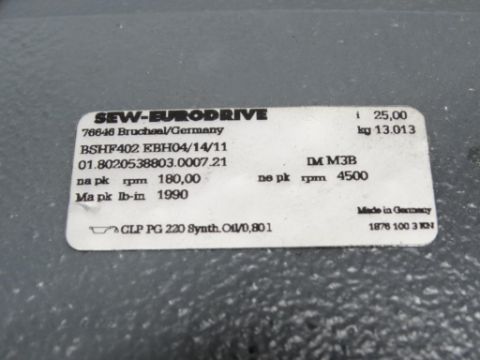 SEW-EURODRIVE i 25,00
76646 Bruchsal/Germany kg 13.013
BSHF402 EBH04/14/11
01.8020538803.0007.21 IM M3B
na pk rpm 180,00 ne pk rpm 4500
Ma pk lb-in 1990
Made in Germany
CLP PG 220 Synth. Oil/0,80 l 1876 100 3 KN